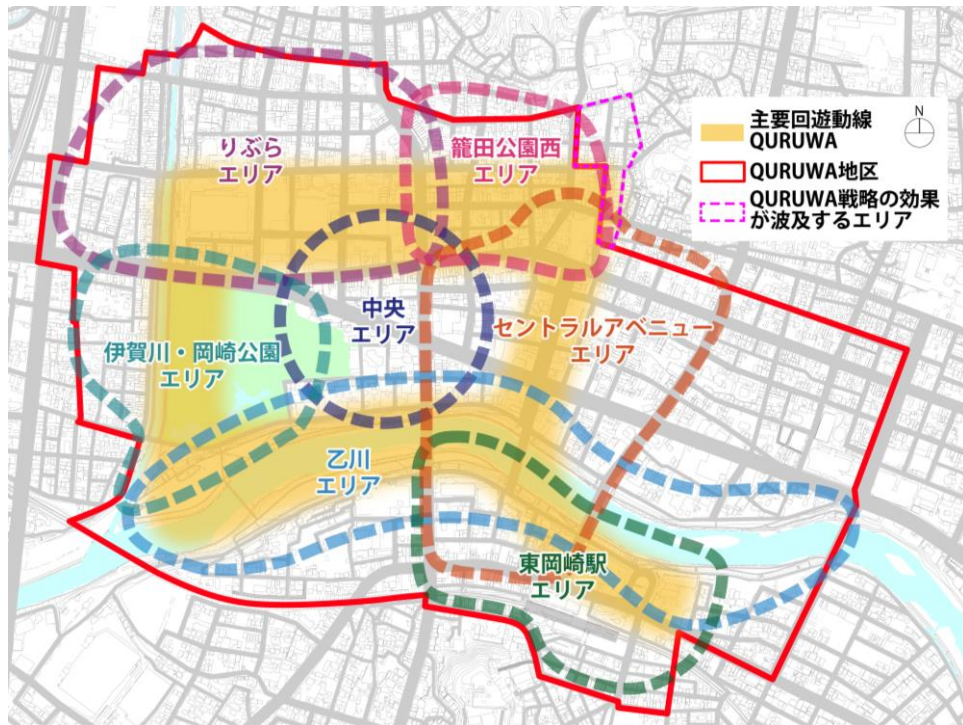 りぶら
エリア
籠田公園西
エリア
主要回遊動線
QURUWA
N
QURUWA地区
QURUWA戦略の効果
が波及するエリア
中央
エリア
セントラルアベニュー
エリア
伊賀川・岡崎公園
エリア
乙川
エリア
東岡崎駅
エリア